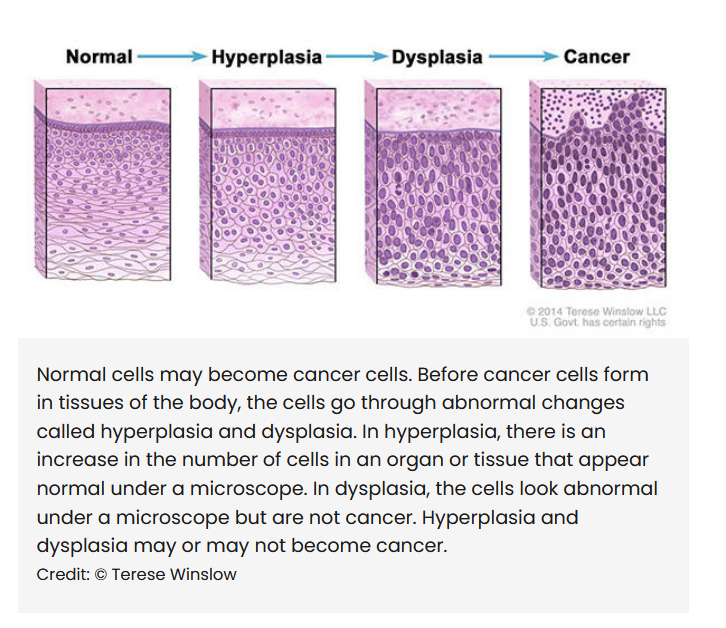 Normal Hyperplasia Dysplasia Cancer
© 2014 Terese Winslow LLC
U.S. Govt. has certain rights
Normal cells may become cancer cells. Before cancer cells form
in tissues of the body, the cells go through abnormal changes
called hyperplasia and dysplasia. In hyperplasia, there is an
increase in the number of cells in an organ or tissue that appear
normal under a microscope. In dysplasia, the cells look abnormal
under a microscope but are not cancer. Hyperplasia and
dysplasia may or may not become cancer.
Credit: © Terese Winslow